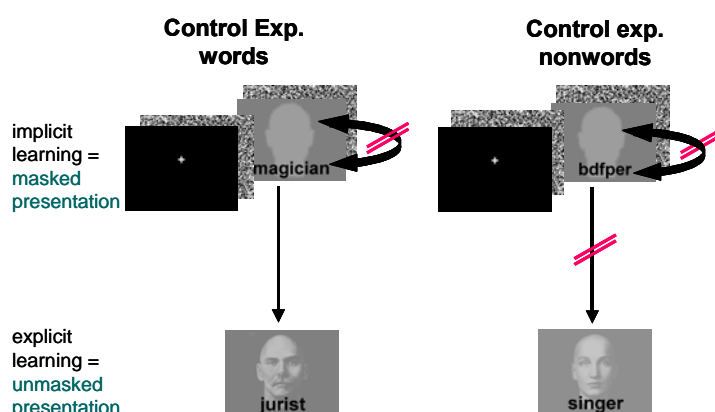 Control Exp.
words
Control exp.
nonwords
implicit
learning =
masked
presentation
magician
bdfper
explicit
learning =
unmasked
presentation
jurist
singer